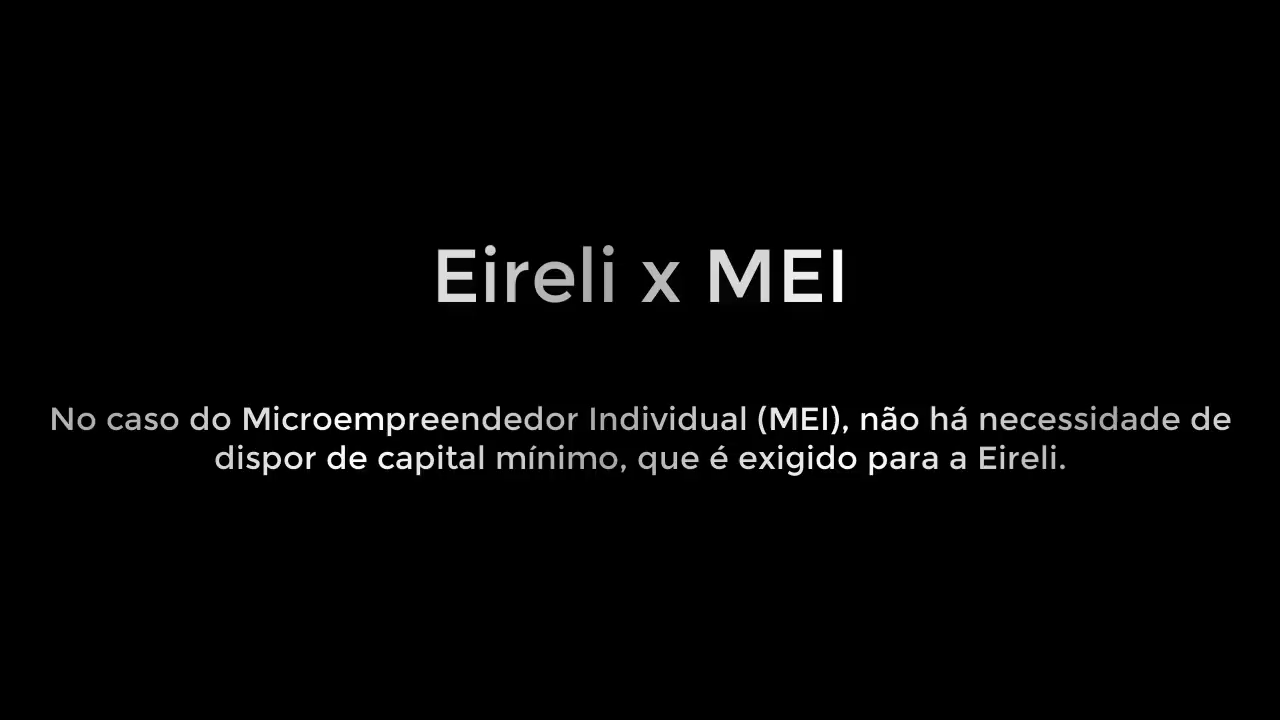 Eireli x MEI
No caso do Microempreendedor Individual (MEI), não há necessidade de
dispor de capital mínimo, que é exigido para a Eireli.